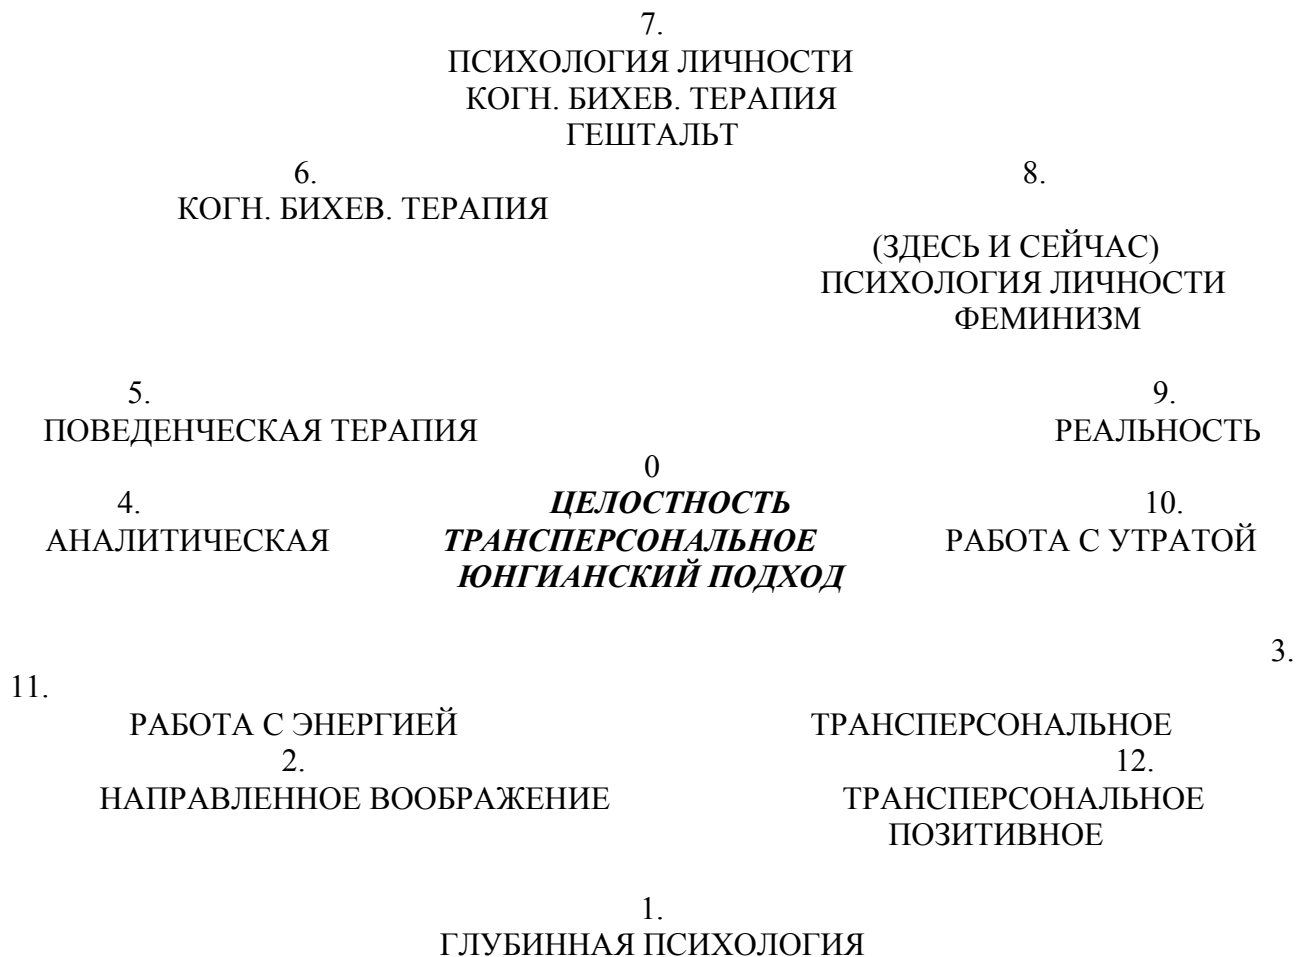 7.
ПСИХОЛОГИЯ ЛИЧНОСТИ
КОГН. БИХЕВ. ТЕРАПИЯ
ГЕШТАЛЬТ
6. 8.
КОГН. БИХЕВ. ТЕРАПИЯ
(ЗДЕСЬ И СЕЙЧАС)
ПСИХОЛОГИЯ ЛИЧНОСТИ
ФЕМИНИЗМ
5. 9.
ПОВЕДЕНЧЕСКАЯ ТЕРАПИЯ РЕАЛЬНОСТЬ
0
4. ЦЕЛОСТНОСТЬ 10.
АНАЛИТИЧЕСКАЯ ТРАНСПЕРСОНАЛЬНОЕ РАБОТА С УТРАТОЙ
ЮНГИАНСКИЙ ПОДХОД
3.
11.
РАБОТА С ЭНЕРГИЕЙ ТРАНСПЕРСОНАЛЬНОЕ
2. 12.
НАПРАВЛЕННОЕ ВООБРАЖЕНИЕ ТРАНСПЕРСОНАЛЬНОЕ
ПОЗИТИВНОЕ
1.
ГЛУБИННАЯ ПСИХОЛОГИЯ